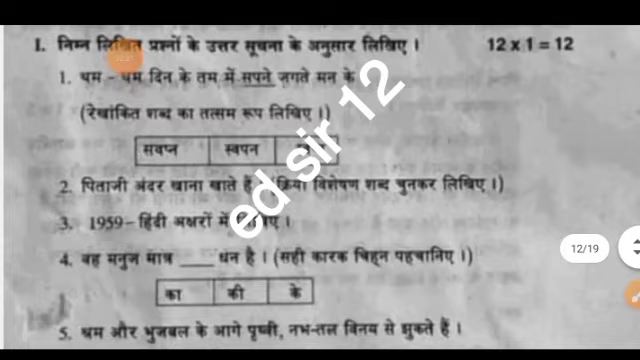 I. निम्न लिखित प्रश्नों के उत्तर सूचना के अनुसार लिखिए । 12 x 1 = 12
1. थम – थम दिन के तम में सपने जगते मन के
(रेखांकित शब्द का तत्सम रूप लिखिए ।)
सवप्न स्वपन
2. पिताजी अंदर खाना खाते हैं (क्रिया विशेषण शब्द चुनकर लिखिए ।)
3. 1959 – हिंदी अक्षरों में
4. वह मनुज मात्र ____ धन है । (सही कारक चिह्न पहचानिए ।)
का की के
5. श्रम और भुजबल के आगे पृथ्वी, नभ-तल विनय से झुकते हैं ।
ed sir 12
12/19